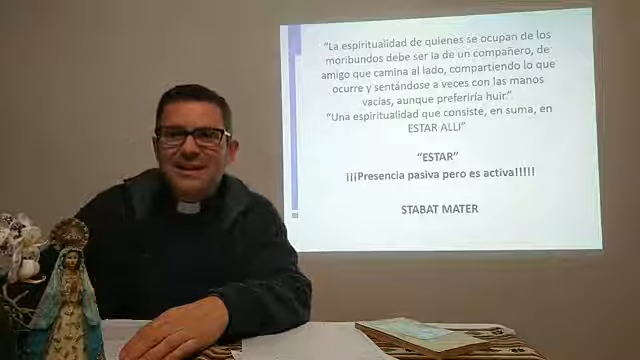 “La espiritualidad de quienes se ocupan de los
moribundos debe ser la de un compañero, de
amigo que camina al lado, compartiendo lo que
ocurre y sentándose a veces con las manos
vacías, aunque preferiría huir.”
“Una espiritualidad que consiste, en suma, en
ESTAR ALLI”
“ESTAR”
¡¡¡Presencia pasiva pero es activa!!!!!
STABAT MATER